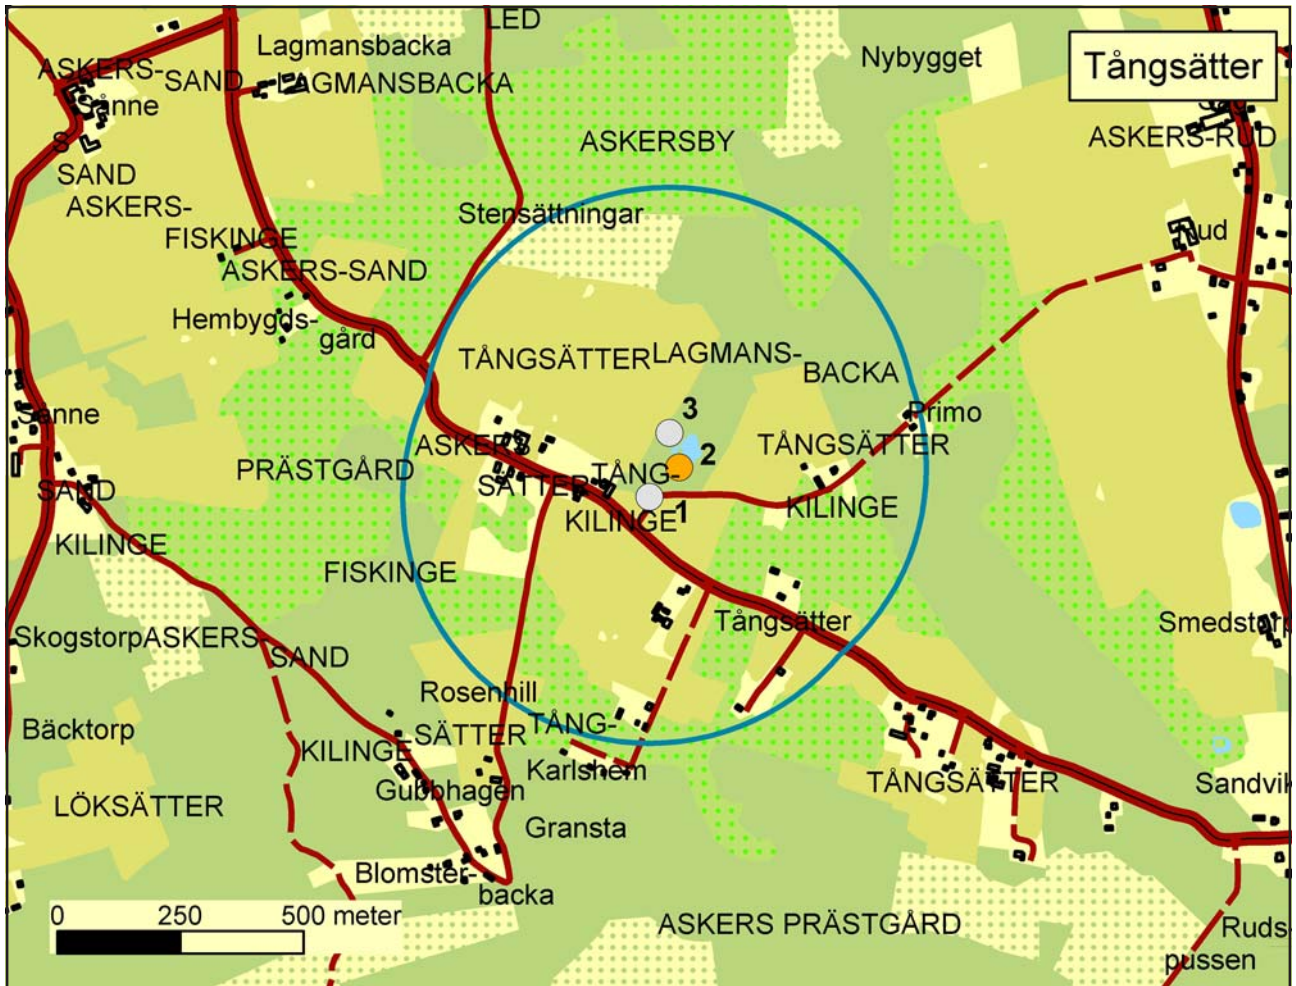 LED
Lagmansbacka
Nybygget
Tångsätter
ASKERS-
SAND
LAGMANSBACKA
Sånne
ASKERSBY
ASKERS-RUD
S
SAND
ASKERS-
FISKINGE
Stensättningar
Rud
ASKERS-SAND
Hembygds-
gård
TÅNGSÄTTER
LAGMANS-
BACKA
Sånne
3
Primo
ASKERS
TÅNGSÄTTER
PRÄSTGÅRD
2
SÄTTER
TÅNG-
SAND
KILINGE
1
KILINGE
KILINGE
FISKINGE
Skogstorp
ASKERS-
SAND
Tångsätter
Smedstorp
Rosenhill
Bäcktorp
KILINGE
SÄTTER
TÅNG-
Karlshem
Gubbhagen
TÅNGSÄTTER
Sandvik
LÖKSÄTTER
Gransta
Blomster-
backa
0 250 500 meter
ASKERS PRÄSTGÅRD
Ruds-
pussen